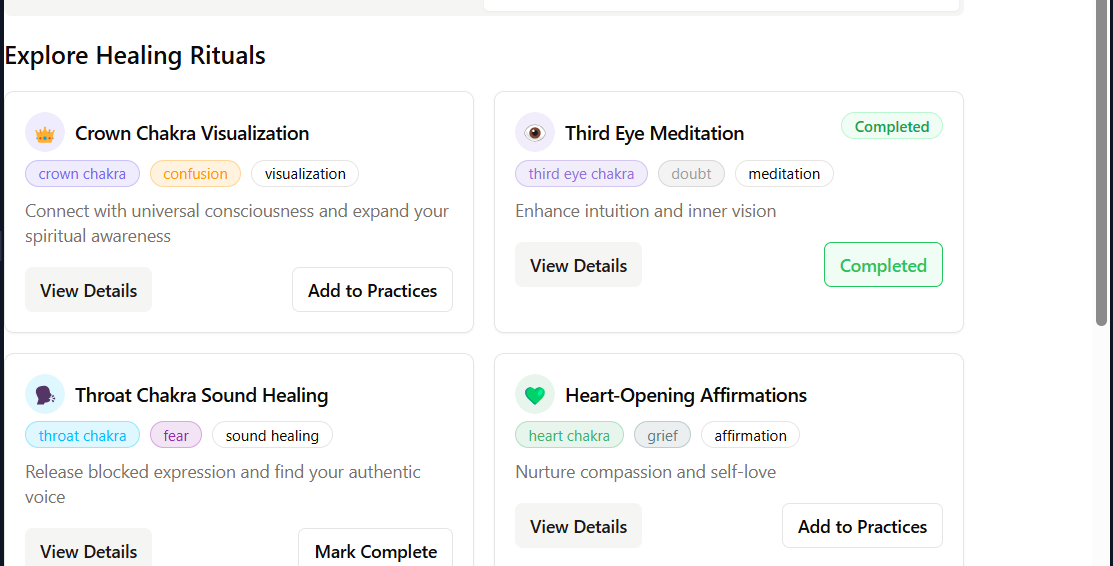 Explore Healing Rituals
Crown Chakra Visualization
crown chakra confusion visualization
Connect with universal consciousness and expand your
spiritual awareness
View Details Add to Practices
Third Eye Meditation Completed
third eye chakra doubt meditation
Enhance intuition and inner vision
View Details Completed
Throat Chakra Sound Healing
throat chakra fear sound healing
Release blocked expression and find your authentic
voice
View Details Mark Complete
Heart-Opening Affirmations
heart chakra grief affirmation
Nurture compassion and self-love
View Details Add to Practices